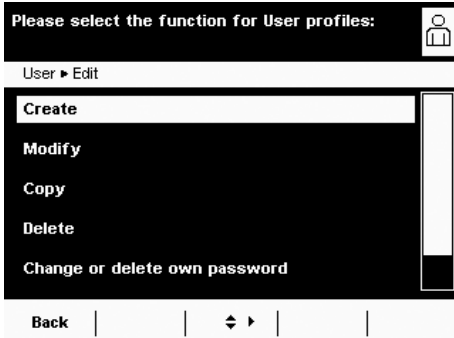 Please select the function for User profiles:
User ▸ Edit
Create
Modify
Copy
Delete
Change or delete own password
Back